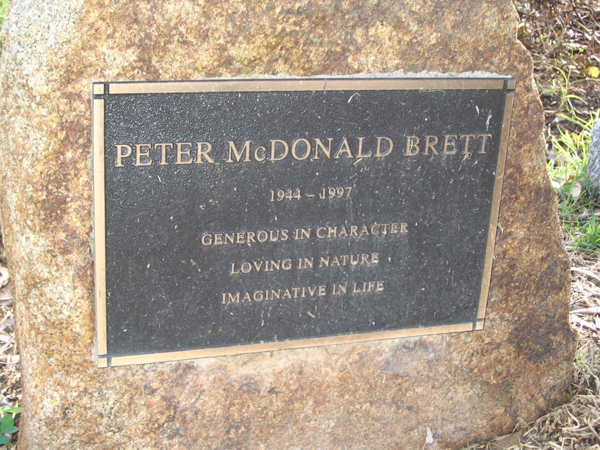 PETER McDONALD BRETT
1944 – 1997
GENEROUS IN CHARACTER
LOVING IN NATURE
IMAGINATIVE IN LIFE